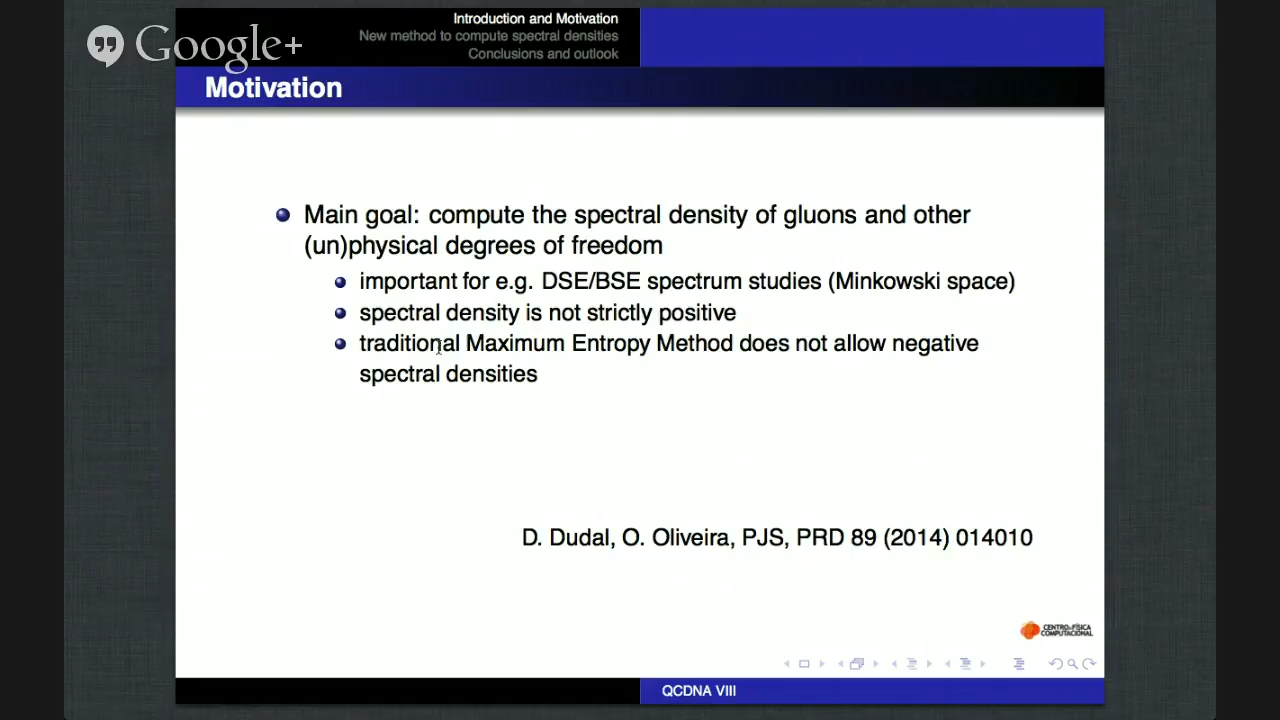 Introduction and Motivation
New method to compute spectral densities
Conclusions and outlook
Google+
Motivation
Main goal: compute the spectral density of gluons and other
(un)physical degrees of freedom
important for e.g. DSE/BSE spectrum studies (Minkowski space)
spectral density is not strictly positive
traditional Maximum Entropy Method does not allow negative
spectral densities
D. Dudal, O. Oliveira, PJS, PRD 89 (2014) 014010
CENTRO DE FÍSICA
COMPUTACIONAL
QCDNA VIII